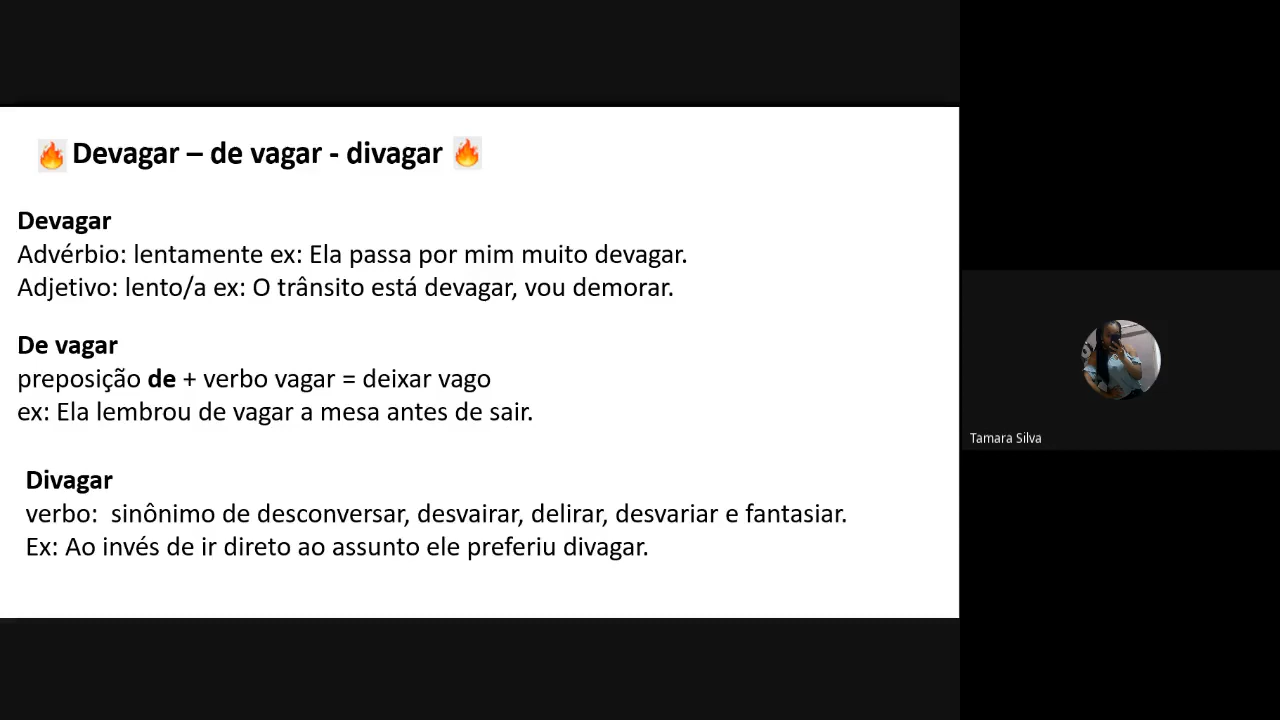 Devagar – de vagar - divagar
Devagar
Advérbio: lentamente ex: Ela passa por mim muito devagar.
Adjetivo: lento/a ex: O trânsito está devagar, vou demorar.
De vagar
preposição de + verbo vagar = deixar vago
ex: Ela lembrou de vagar a mesa antes de sair.
Divagar
verbo:  sinônimo de desconversar, desvairar, delirar, desvariar e fantasiar.
Ex: Ao invés de ir direto ao assunto ele preferiu divagar.
Tamara Silva